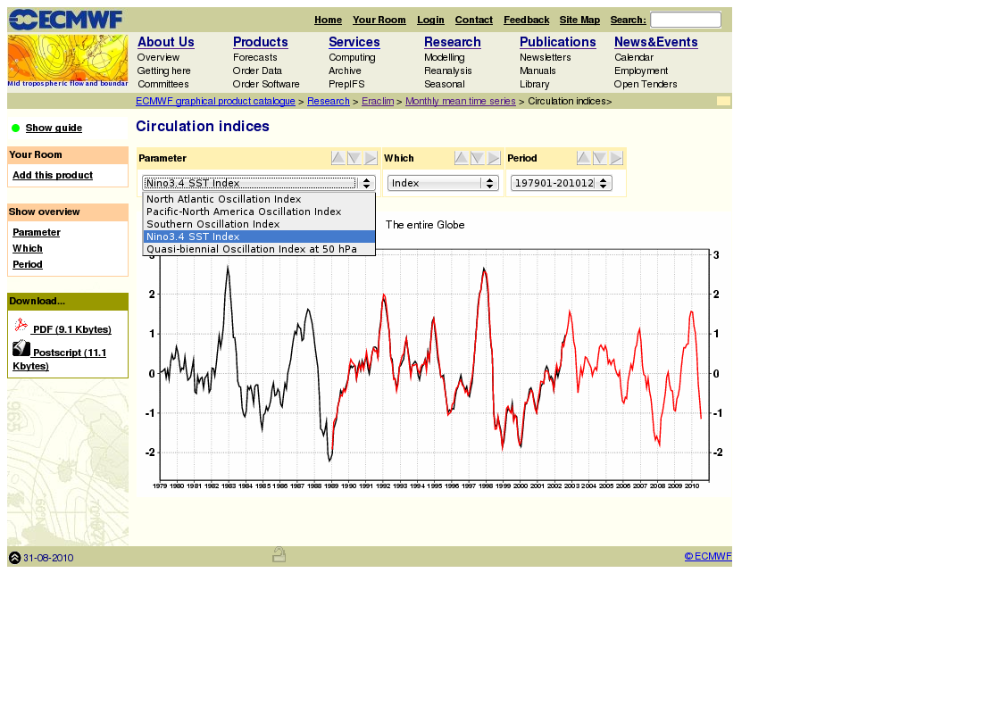 ECMWF
Home Your Room Login Contact Feedback Site Map Search:
About Us Products Services Research Publications News&Events
Overview Forecasts Computing Modelling Newsletters Calendar
Getting here Order Data Archive Reanalysis Manuals Employment
Committees Order Software PrepIFS Seasonal Library Open Tenders
Mid tropospheric flow and boundar
ECMWF graphical product catalogue > Research > Eraclim > Monthly mean time series > Circulation indices>
Show guide
Your Room
Add this product
Show overview
Parameter
Which
Period
Download...
PDF (9.1 Kbytes)
Postscript (11.1
Kbytes)
Circulation indices
Parameter Which Period
Nino3.4 SST Index Index 197901-201012
North Atlantic Oscillation Index
Pacific-North America Oscillation Index
Southern Oscillation Index
Nino3.4 SST Index
Quasi-biennial Oscillation Index at 50 hPa
The entire Globe
3 3
2 2
1 1
0 0
-1 -1
-2 -2
1979 1980 1981 1982 1983 1984 1985 1986 1987 1988 1989 1990 1991 1992 1993 1994 1995 1996 1997 1998 1999 2000 2001 2002 2003 2004 2005 2006 2007 2008 2009 2010
965
60°N
31-08-2010
© ECMWF